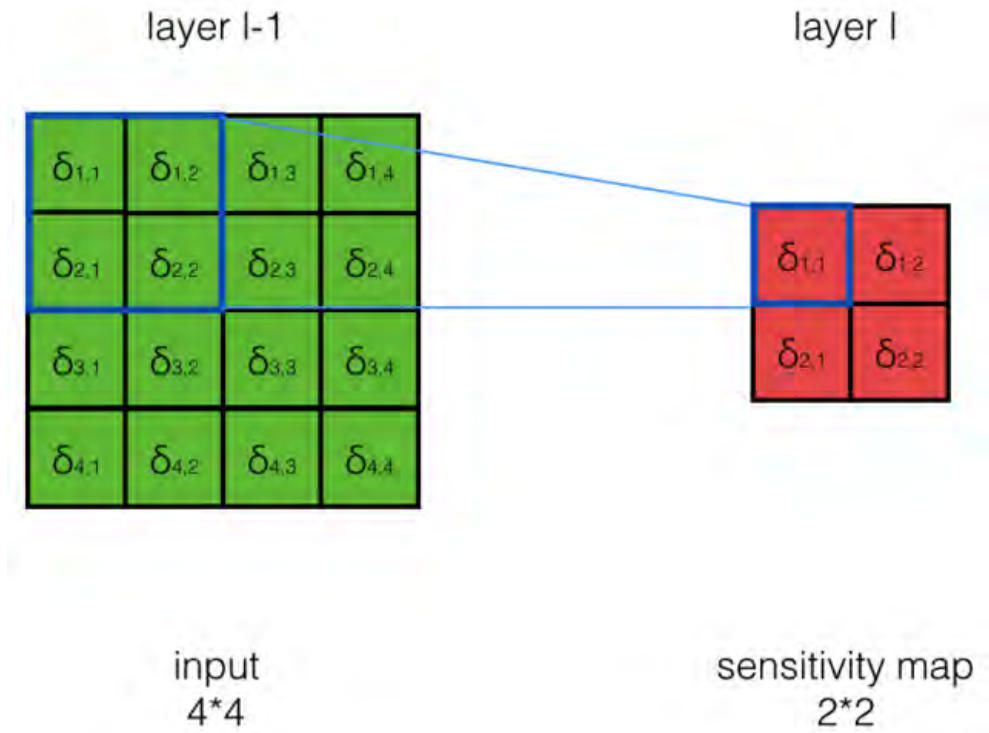 layer l-1
layer l
δ1,1 δ1,2 δ1,3 δ1,4
δ2,1 δ2,2 δ2,3 δ2,4
δ3,1 δ3,2 δ3,3 δ3,4
δ4,1 δ4,2 δ4,3 δ4,4
δ1,1 δ1,2
δ2,1 δ2,2
input
4*4
sensitivity map
2*2